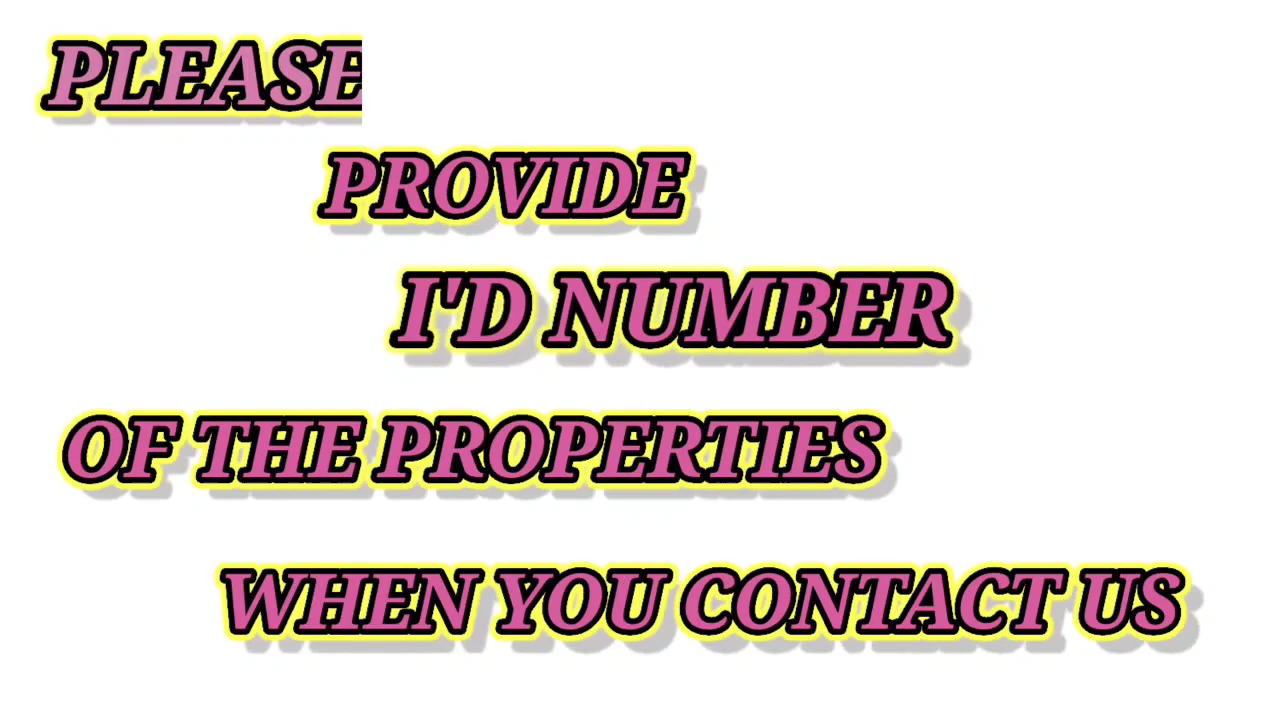 PLEASE
PROVIDE
I'D NUMBER
OF THE PROPERTIES
WHEN YOU CONTACT US